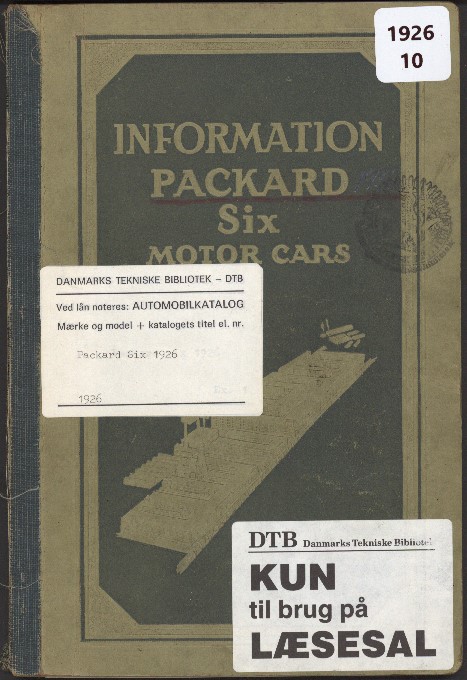 1926
10
INFORMATION
PACKARD
Six
MOTOR CARS
DANMARKS TEKNISKE BIBLIOTEK – DTB
Ved lån noteres: AUTOMOBILKATALOG
Mærke og model + katalogets titel el. nr.
Packard Six 1926
1926
DTB Danmarks Tekniske Bibliotek
KUN
til brug på
LÆSESAL